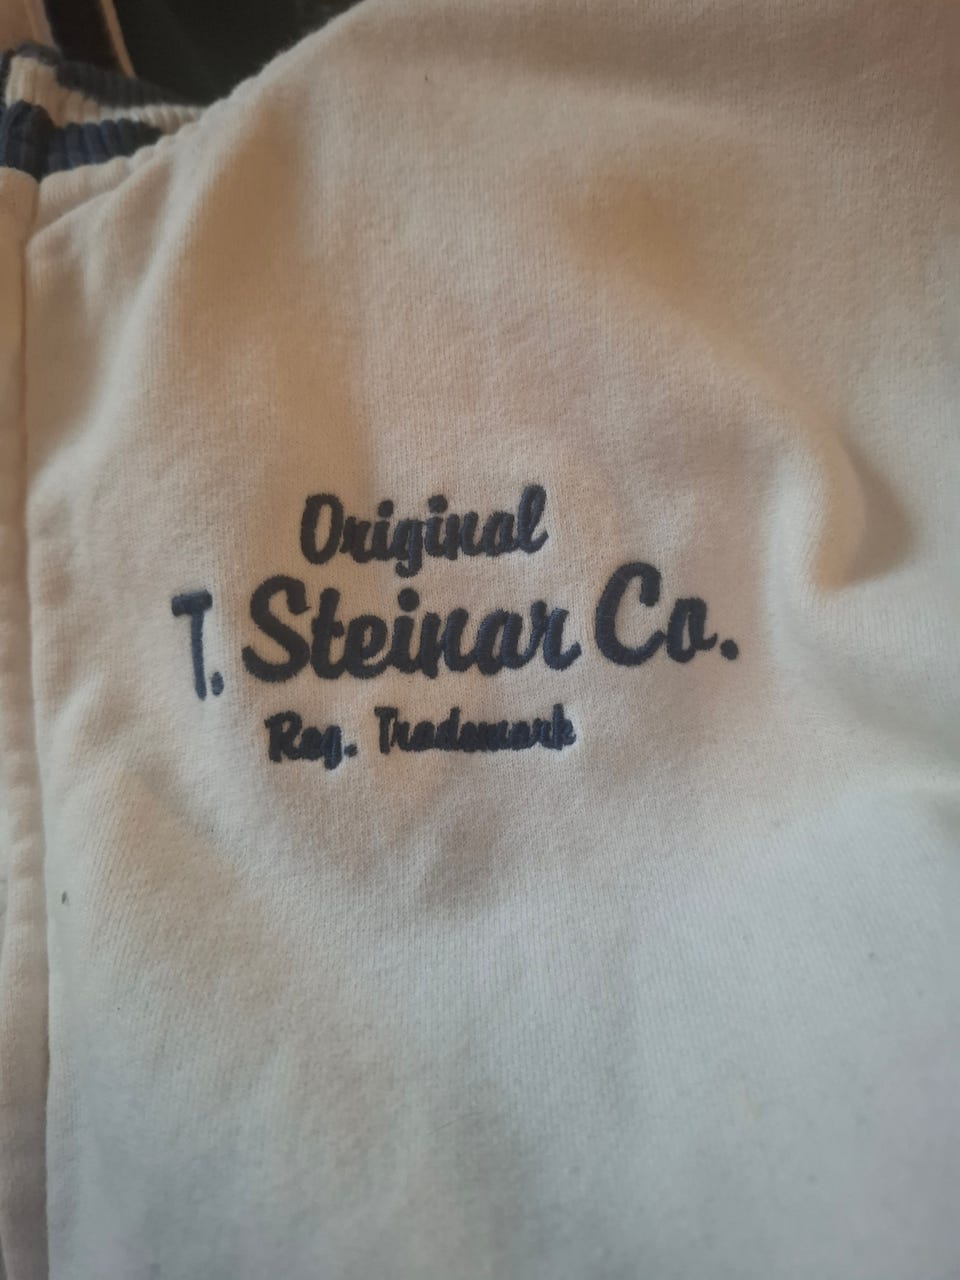 Original
T. Steinar Co.
Reg. Trademark